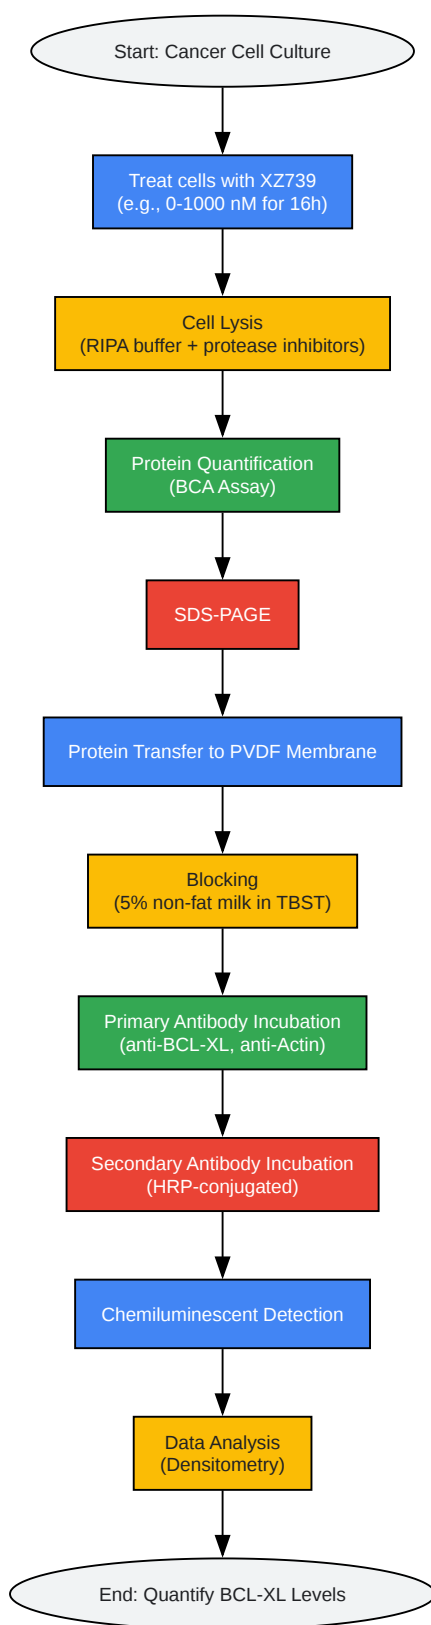 Start: Cancer Cell Culture
Treat cells with XZ739
(e.g., 0-1000 nM for 16h)
Cell Lysis
(RIPA buffer + protease inhibitors)
Protein Quantification
(BCA Assay)
SDS-PAGE
Protein Transfer to PVDF Membrane
Blocking
(5% non-fat milk in TBST)
Primary Antibody Incubation
(anti-BCL-XL, anti-Actin)
Secondary Antibody Incubation
(HRP-conjugated)
Chemiluminescent Detection
Data Analysis
(Densitometry)
End: Quantify BCL-XL Levels